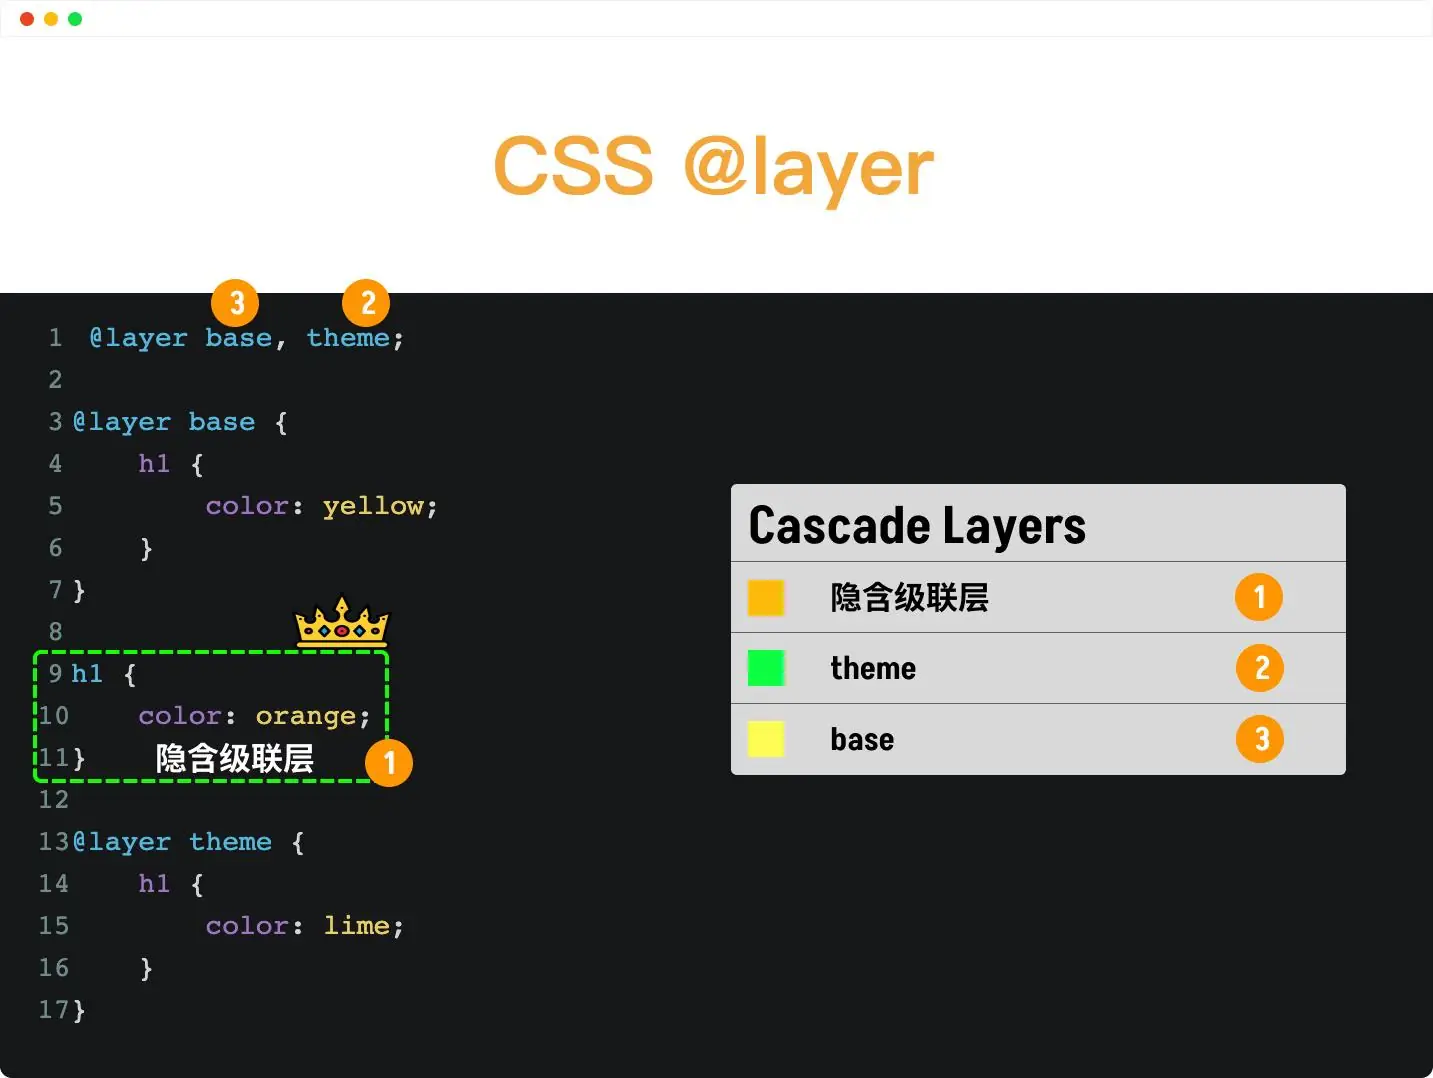 CSS @layer
3 2
1 @layer base, theme;
2
3 @layer base {
4 h1 {
5 color: yellow;
6 }
7 }
8
9 h1 {
10 color: orange;
11 } 隐含级联层 1
12
13 @layer theme {
14 h1 {
15 color: lime;
16 }
17 }
Cascade Layers
隐含级联层 1
theme 2
base 3